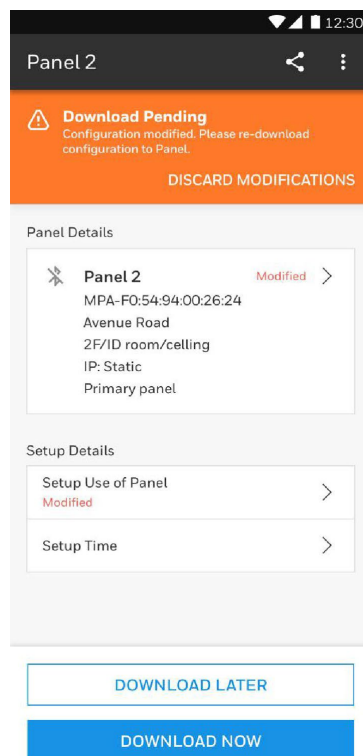 12:30
Panel 2
Download Pending
Configuration modified. Please re-download
configuration to Panel.
DISCARD MODIFICATIONS
Panel Details
Panel 2 Modified
MPA-F0:54:94:00:26:24
Avenue Road
2F/ID room/celling
IP: Static
Primary panel
Setup Details
Setup Use of Panel
Modified
Setup Time
DOWNLOAD LATER
DOWNLOAD NOW